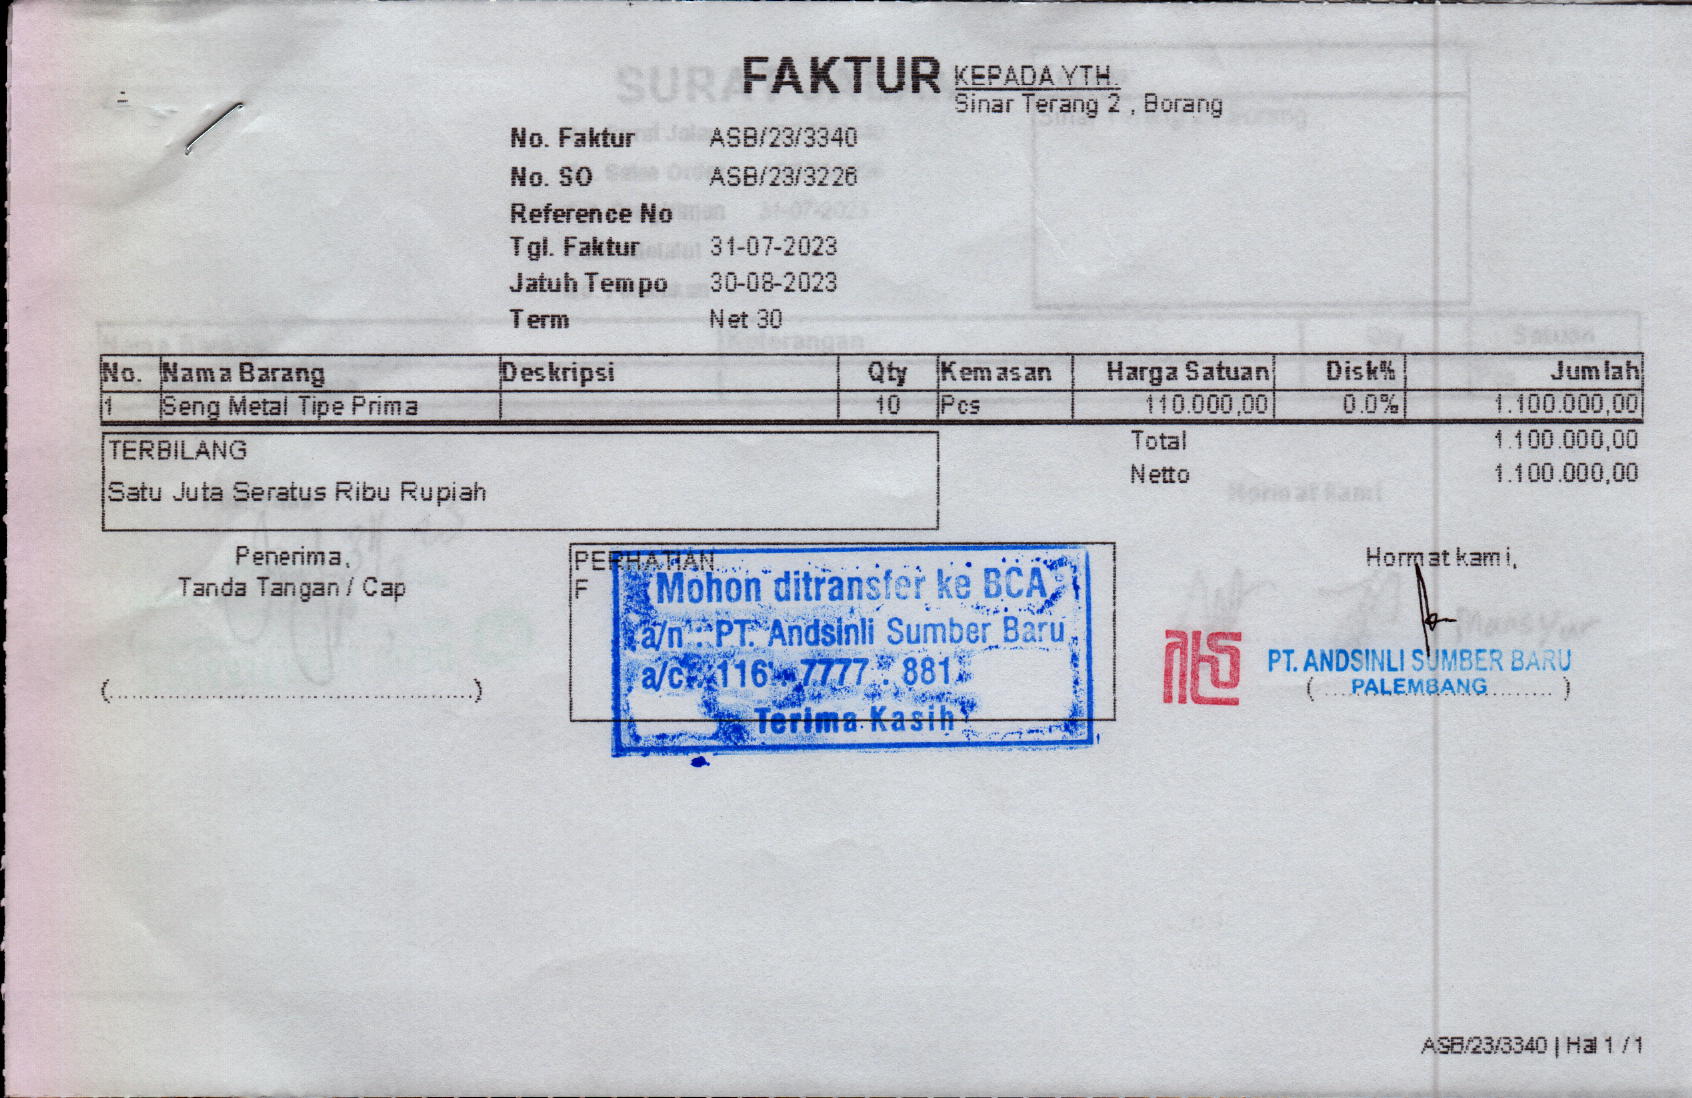 FAKTUR
KEPADA YTH.
Sinar Terang 2 , Borang
No. Faktur ASB/23/3340
No. SO ASB/23/3226
Reference No
Tgl. Faktur 31-07-2023
Jatuh Tempo 30-08-2023
Term Net 30
No. Nama Barang Deskripsi Qty Kemasan Harga Satuan Disk% Jumlah
1 Seng Metal Tipe Prima 10 Pcs 110.000,00 0.0% 1.100.000,00
TERBILANG
Satu Juta Seratus Ribu Rupiah
Total 1.100.000,00
Netto 1.100.000,00
Penerima,
Tanda Tangan / Cap
(..........................................................)
PERHATIAN
F
Mohon ditransfer ke BCA
a/n : PT. Andsinli Sumber Baru
a/c : 116 . 7777 . 881
Terima Kasih
Hormat kami,
PT. ANDSINLI SUMBER BARU
PALEMBANG
ASB/23/3340 | Hal 1 / 1